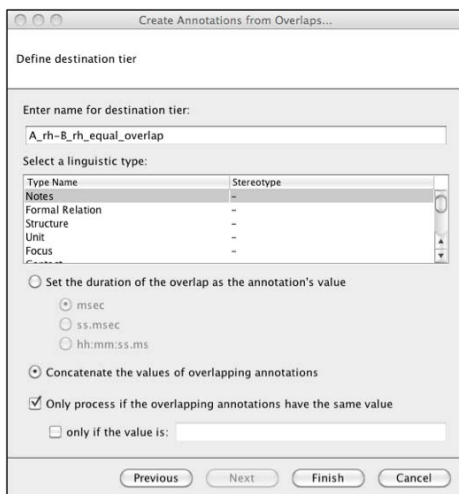 Create Annotations from Overlaps...
Define destination tier
Enter name for destination tier:
A_rh-B_rh_equal_overlap
Select a linguistic type:
Type Name Stereotype
Notes –
Formal Relation –
Structure –
Unit –
Focus –
Set the duration of the overlap as the annotation's value
msec
ss.msec
hh:mm:ss.ms
Concatenate the values of overlapping annotations
Only process if the overlapping annotations have the same value
only if the value is:
Previous Next Finish Cancel